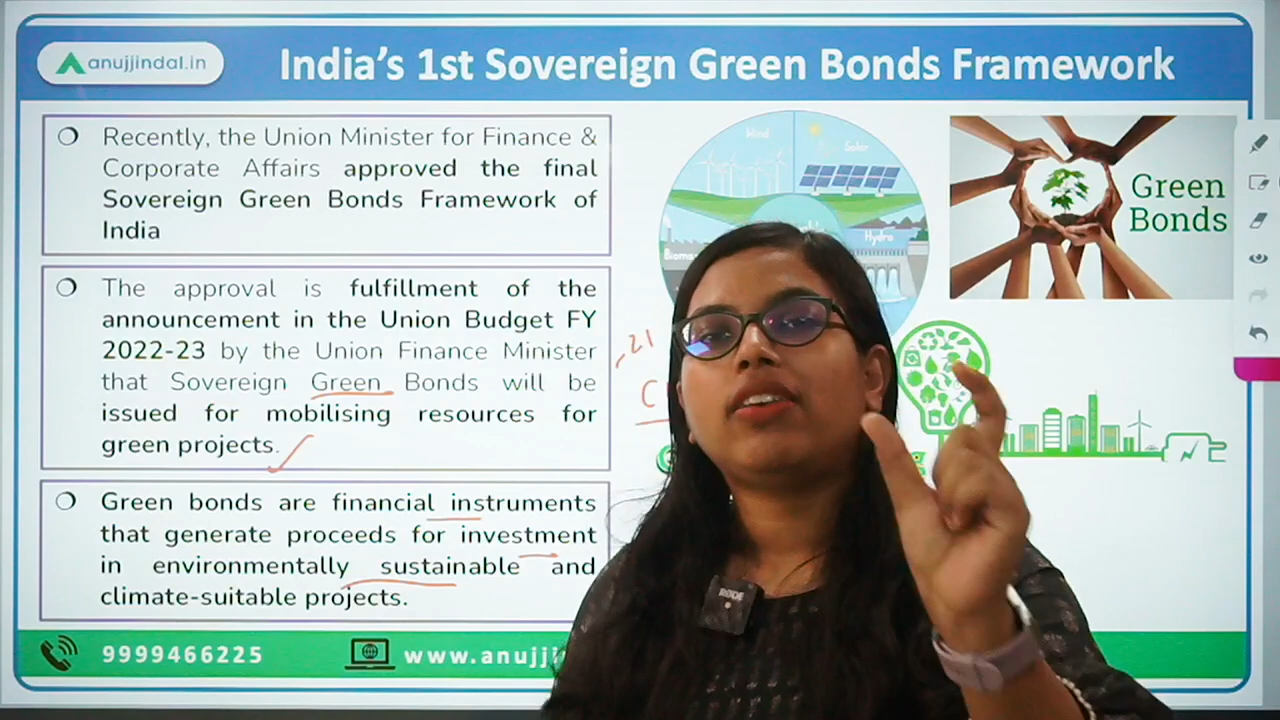 anujjindal.in
India's 1st Sovereign Green Bonds Framework
Recently, the Union Minister for Finance &
Corporate Affairs approved the final
Sovereign Green Bonds Framework of
India
The approval is fulfillment of the
announcement in the Union Budget FY
2022-23 by the Union Finance Minister
that Sovereign Green Bonds will be
issued for mobilising resources for
green projects.
Green bonds are financial instruments
that generate proceeds for investment
in environmentally sustainable and
climate-suitable projects.
Wind
Solar
Hydro
Green
Bonds
21
C
RODE
9999466225